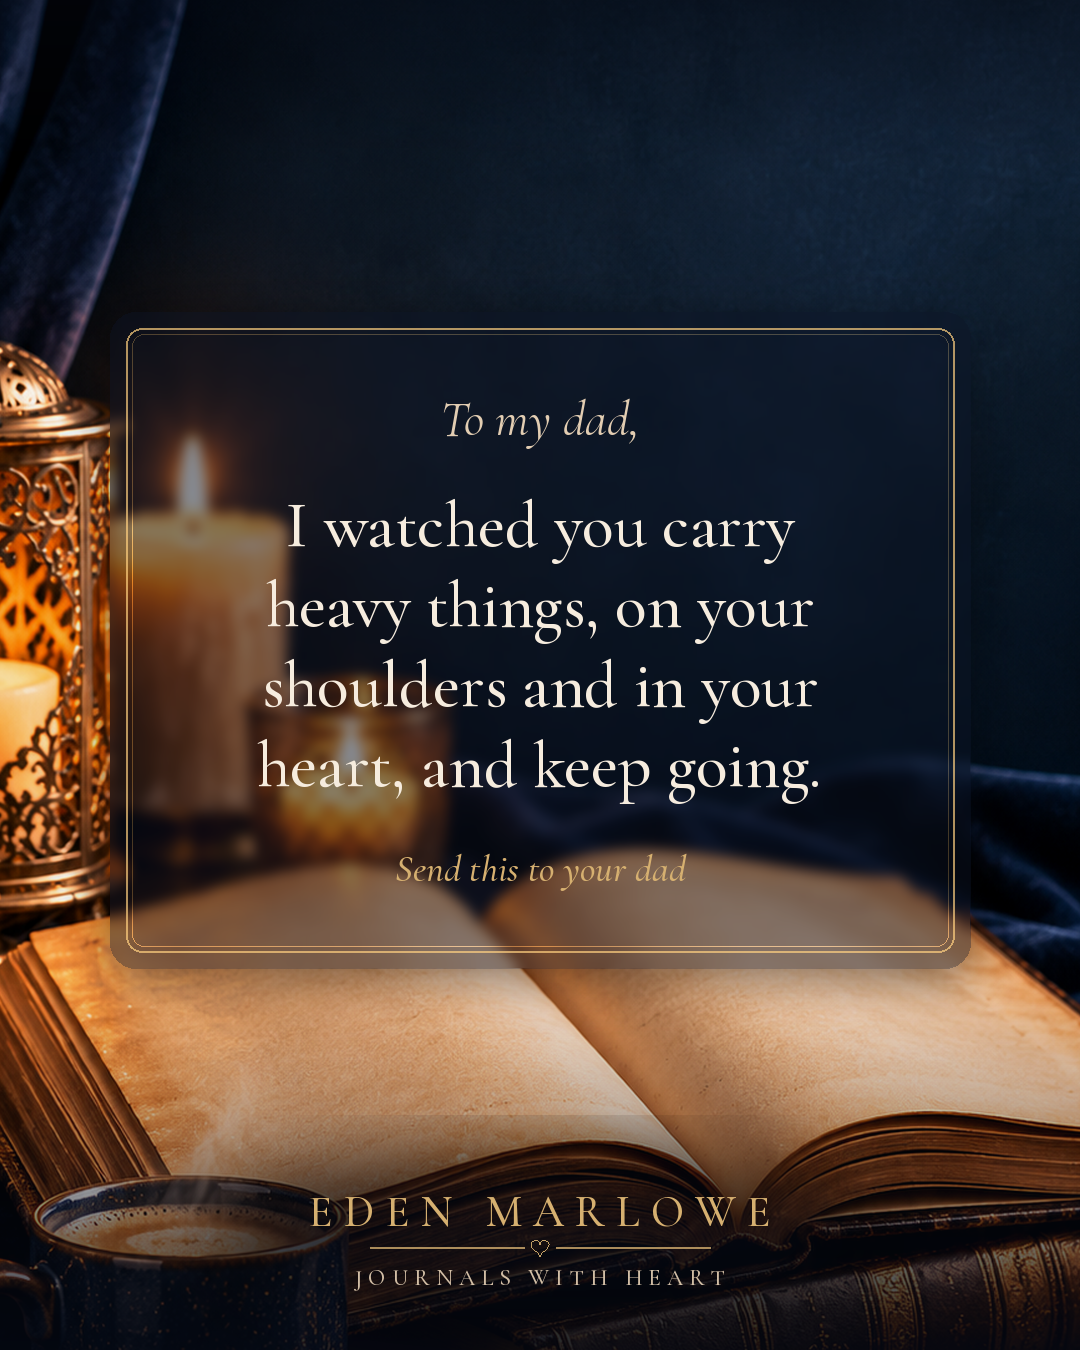 To my dad,
I watched you carry
heavy things, on your
shoulders and in your
heart, and keep going.
Send this to your dad
EDEN MARLOWE
JOURNALS WITH HEART